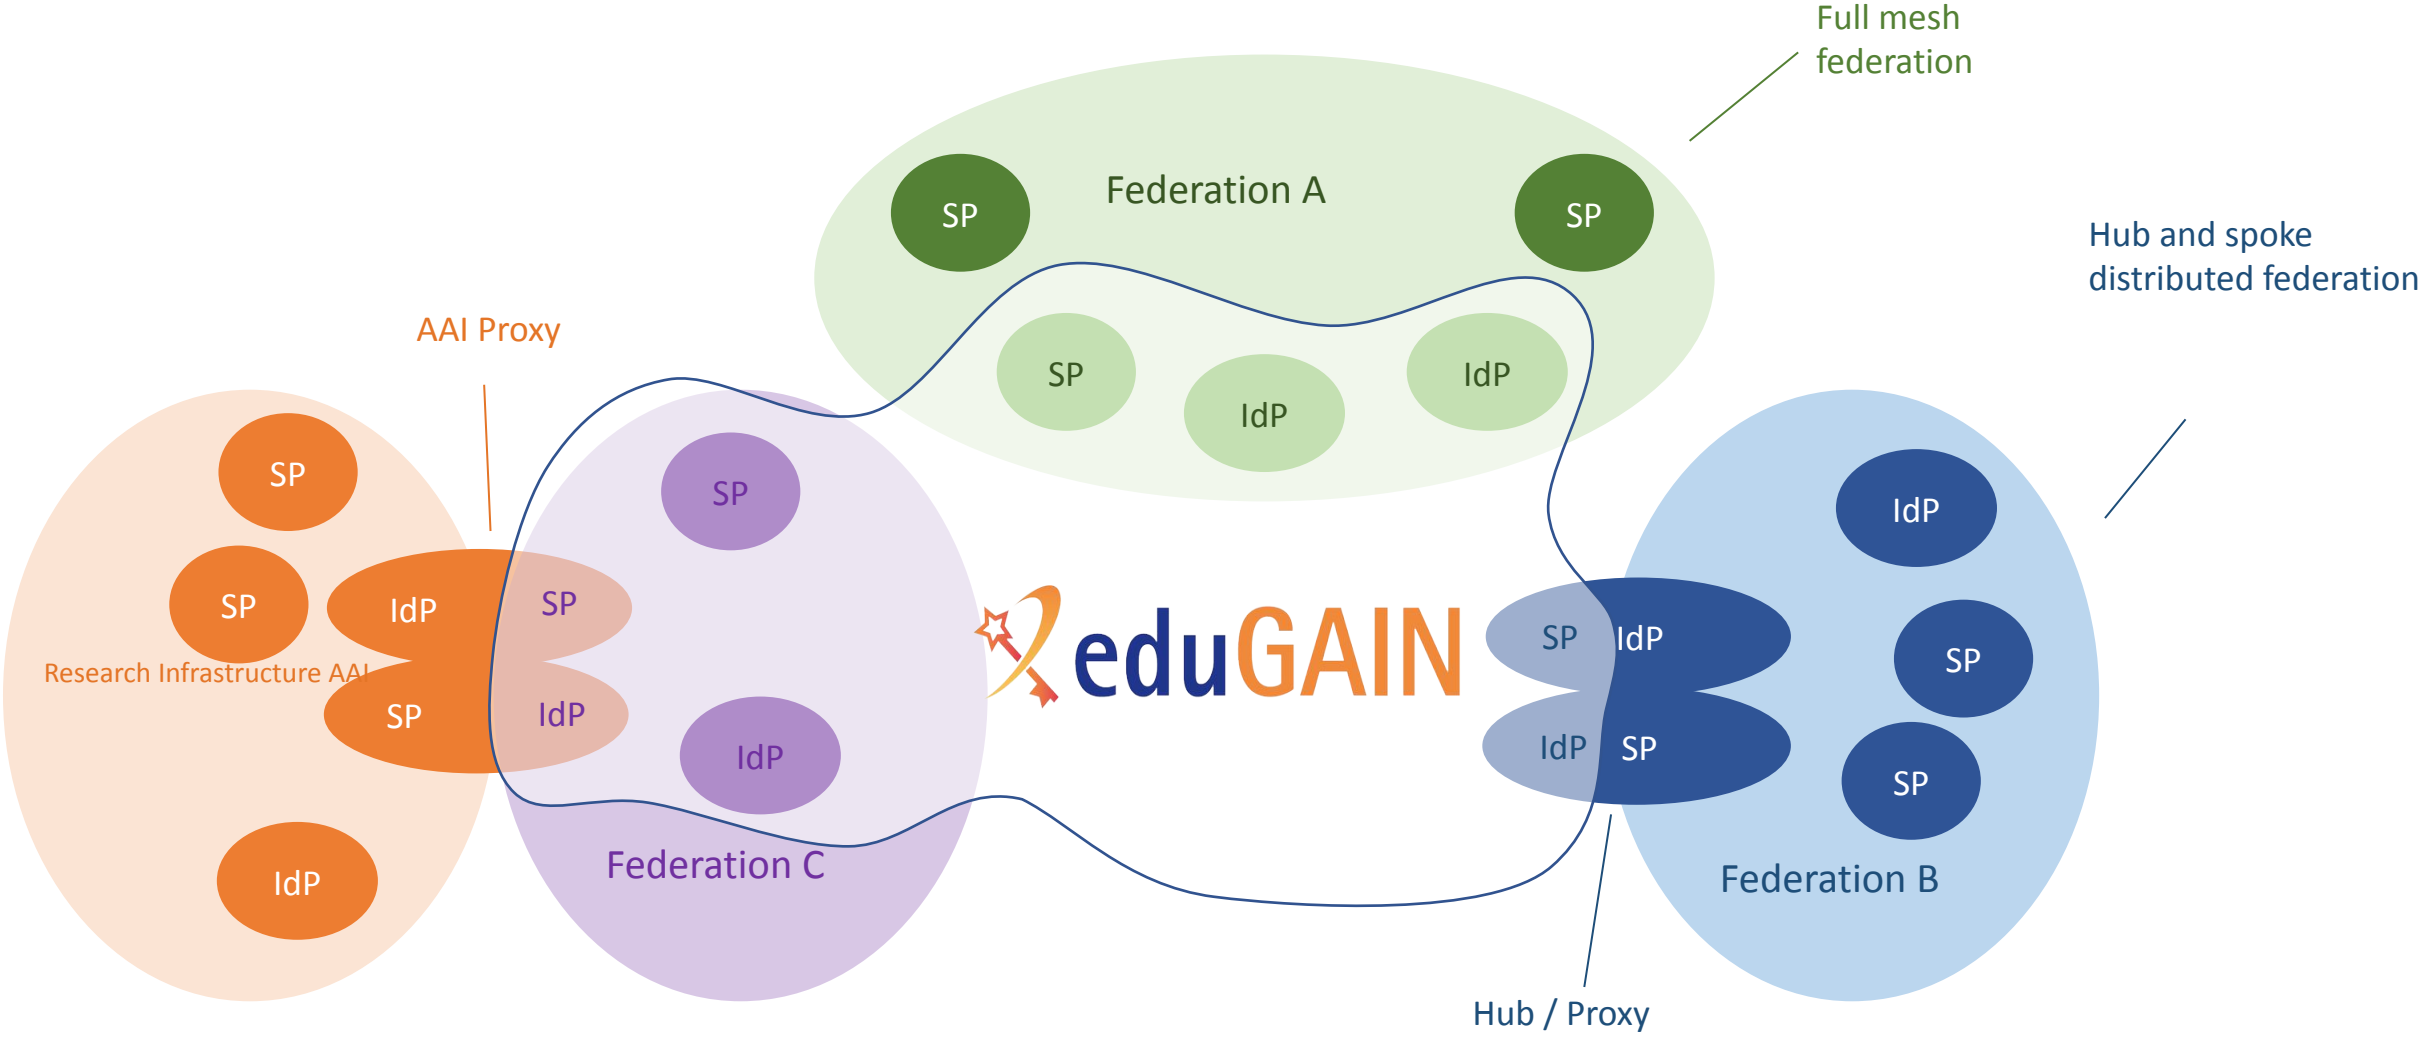 Full mesh
federation
Federation A
SP
SP
Hub and spoke
distributed federation
AAI Proxy
SP
IdP
IdP
SP
SP
IdP
SP
IdP
SP
Research Infrastructure AAI
SP
IdP
IdP
IdP
SP
Federation C
eduGAIN
SP
IdP
IdP
SP
IdP
SP
SP
Federation B
Hub / Proxy